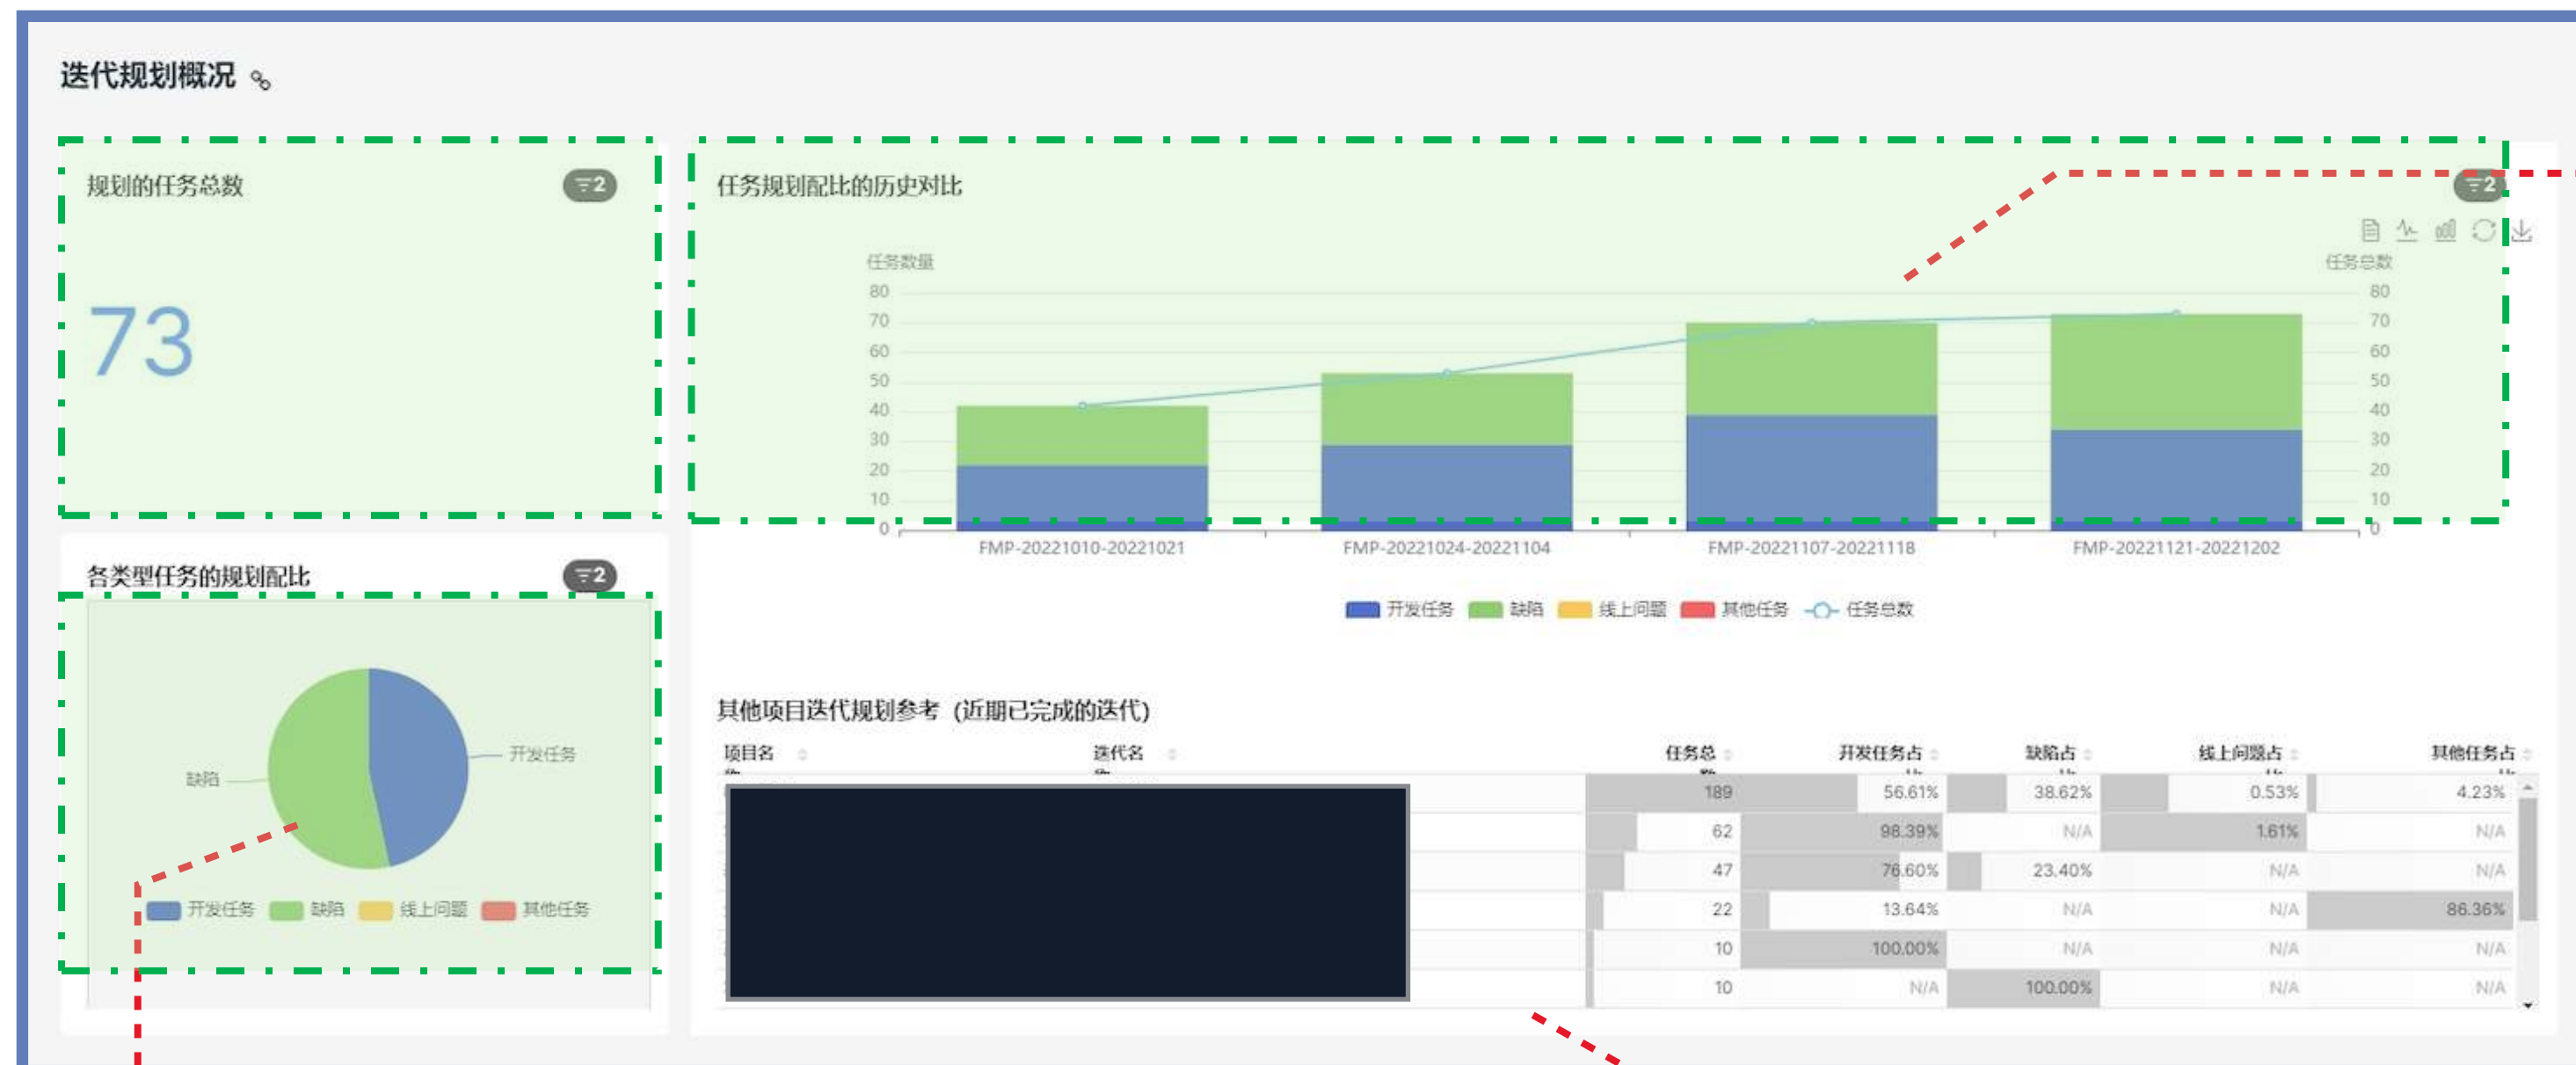 迭代规划概况
规划的任务总数
2
73
各类型任务的规划配比
2
缺陷
开发任务
开发任务 缺陷 线上问题 其他任务
任务规划配比的历史对比
2
任务数量
任务总数
80
70
60
50
40
30
20
10
0
80
70
60
50
40
30
20
10
0
FMP-20221010-20221021 FMP-20221024-20221104 FMP-20221107-20221118 FMP-20221121-20221202
开发任务 缺陷 线上问题 其他任务 任务总数
其他项目迭代规划参考 (近期已完成的迭代)
项目名 迭代名 任务总 开发任务占 缺陷占 线上问题占 其他任务占
189 56.61% 38.62% 0.53% 4.23%
62 98.39% N/A 1.61% N/A
47 76.60% 23.40% N/A N/A
22 13.64% N/A N/A 86.36%
10 100.00% N/A N/A N/A
10 N/A 100.00% N/A N/A